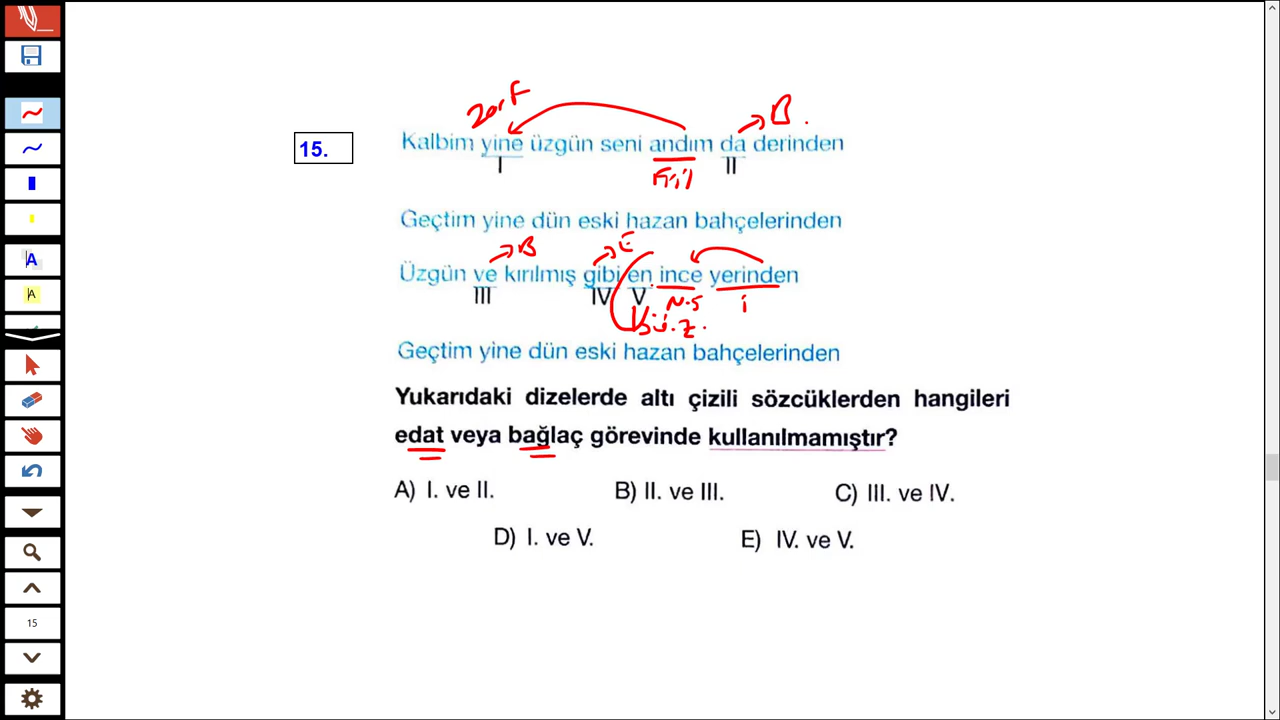 zarf
B.
15.
Kalbim yine üzgün seni andım da derinden
I
II
Fiil
Geçtim yine dün eski hazan bahçelerinden
B
E
Üzgün ve kırılmış gibi en ince yerinden
III
IV
V
N.S
i
b.ü.z.
Geçtim yine dün eski hazan bahçelerinden
Yukarıdaki dizelerde altı çizili sözcüklerden hangileri
edat veya bağlaç görevinde kullanılmamıştır?
A) I. ve II.
B) II. ve III.
C) III. ve IV.
D) I. ve V.
E) IV. ve V.
A
A
15